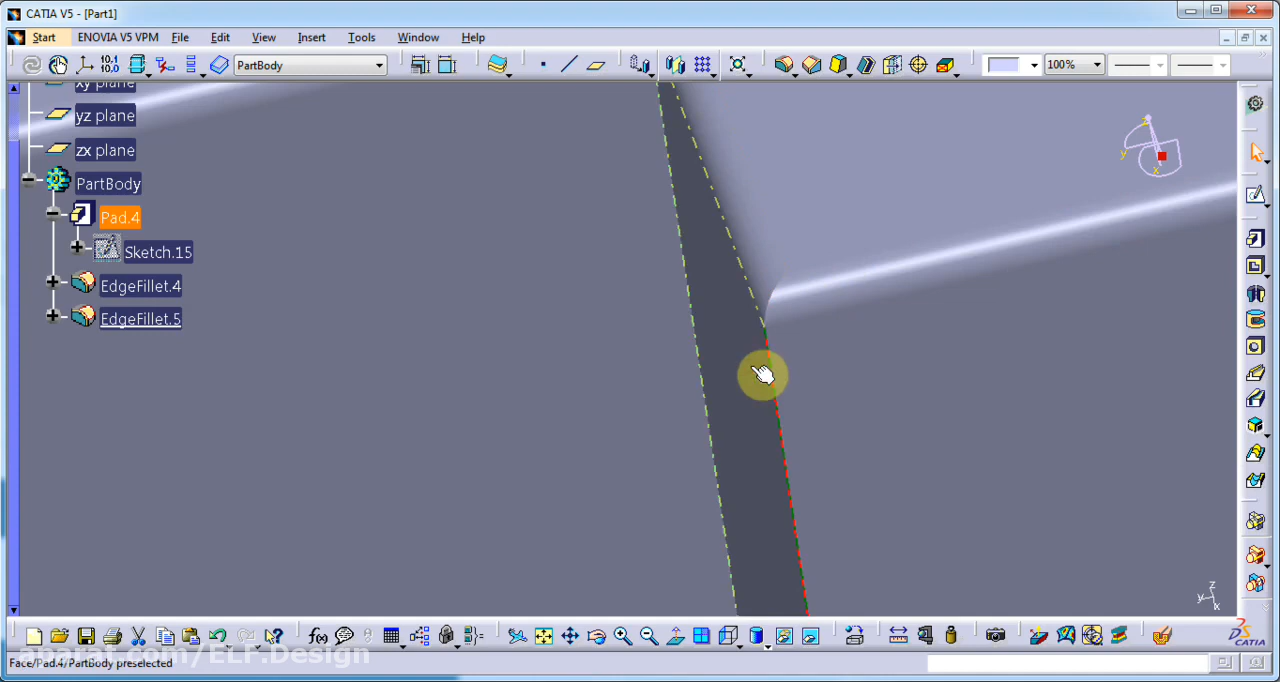 CATIA V5 - [Part1]
Start ENOVIA V5 VPM File Edit View Insert Tools Window Help
PartBody 100%
xy plane
yz plane
zx plane
PartBody
Pad.4
Sketch.15
EdgeFillet.4
EdgeFillet.5
z
y
x
z
y
x
f(x)
CATIA
aparat.com/ELF.Design
Face/Pad.4/PartBody preselected